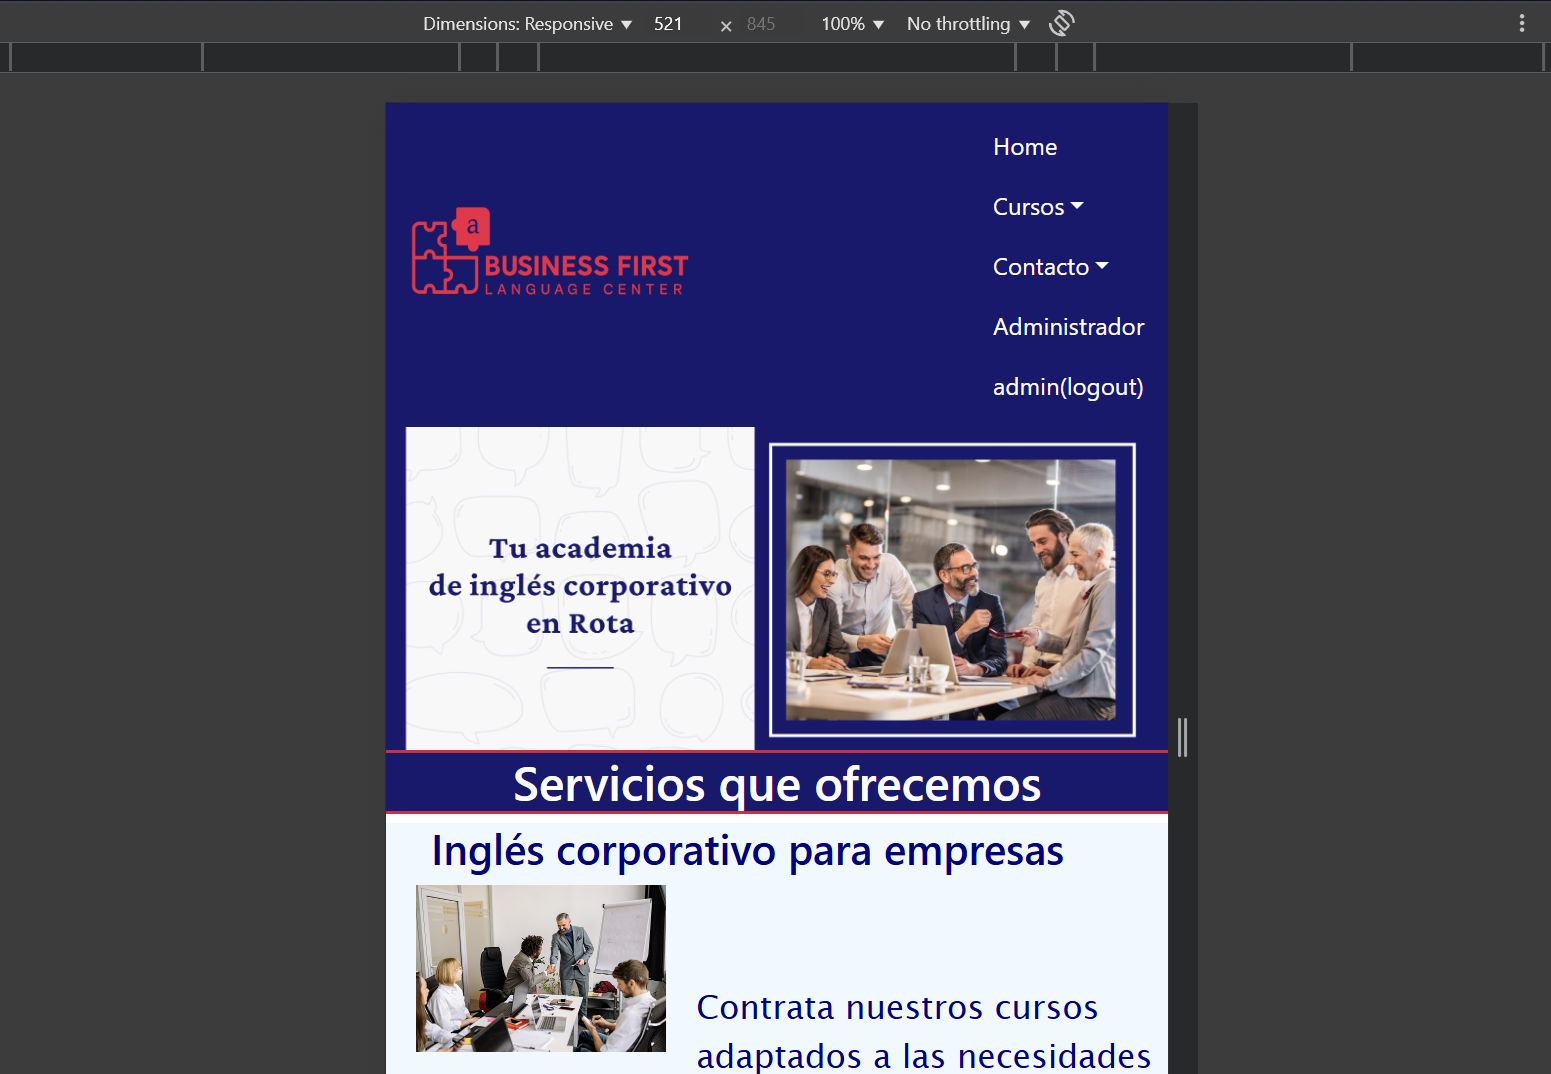 Dimensions: Responsive ▼ 521 × 845 100% ▼ No throttling ▼
Home
Cursos
Contacto
Administrador
admin(logout)
a
BUSINESS FIRST
LANGUAGE CENTER
Tu academia
de inglés corporativo
en Rota
Servicios que ofrecemos
Inglés corporativo para empresas
Contrata nuestros cursos
adaptados a las necesidades